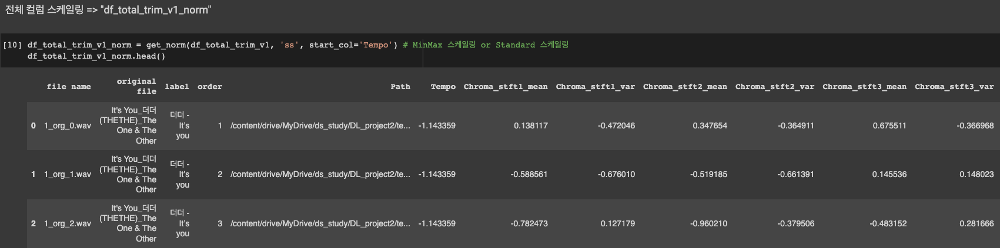 전체 컬럼 스케일링 => "df_total_trim_v1_norm"
[10] df_total_trim_v1_norm = get_norm(df_total_trim_v1, 'ss', start_col='Tempo') # MinMax 스케일링 or Standard 스케일링
df_total_trim_v1_norm.head()
file name original file label order Path Tempo Chroma_stft1_mean Chroma_stft1_var Chroma_stft2_mean Chroma_stft2_var Chroma_stft3_mean Chroma_stft3_var
0 1_org_0.wav It's You_더더 (THETHE)_The One & The Other 더더 - It's you 1 /content/drive/MyDrive/ds_study/DL_project2/te... -1.143359 0.138117 -0.472046 0.347654 -0.364911 0.675511 -0.366968
1 1_org_1.wav It's You_더더 (THETHE)_The One & The Other 더더 - It's you 2 /content/drive/MyDrive/ds_study/DL_project2/te... -1.143359 -0.588561 -0.676010 -0.519185 -0.661391 0.145536 0.148023
2 1_org_2.wav It's You_더더 (THETHE)_The One & The Other 더더 - It's you 3 /content/drive/MyDrive/ds_study/DL_project2/te... -1.143359 -0.782473 0.127179 -0.960210 -0.379506 -0.483152 0.281666